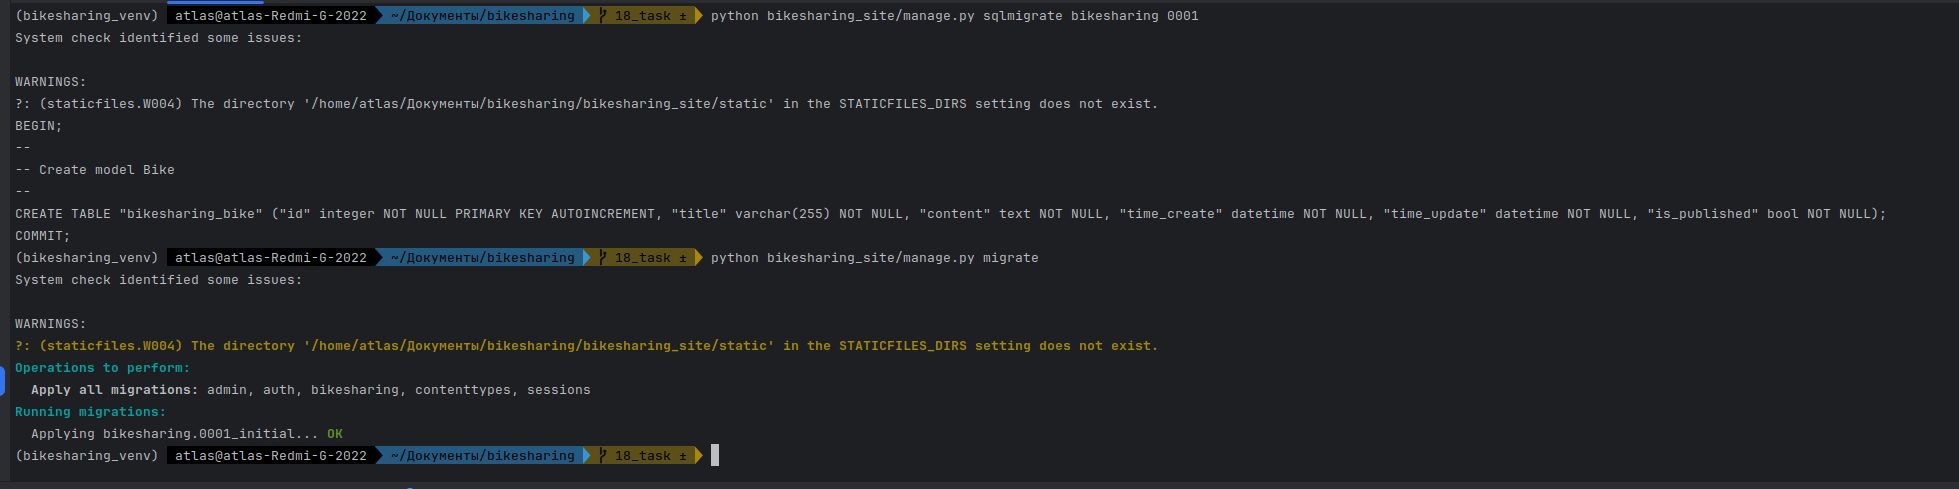 (bikesharing_venv) atlas@atlas-Redmi-G-2022 ~/Документы/bikesharing 18_task ± python bikesharing_site/manage.py sqlmigrate bikesharing 0001
System check identified some issues:
WARNINGS:
?: (staticfiles.W004) The directory '/home/atlas/Документы/bikesharing/bikesharing_site/static' in the STATICFILES_DIRS setting does not exist.
BEGIN;
--
-- Create model Bike
--
CREATE TABLE "bikesharing_bike" ("id" integer NOT NULL PRIMARY KEY AUTOINCREMENT, "title" varchar(255) NOT NULL, "content" text NOT NULL, "time_create" datetime NOT NULL, "time_update" datetime NOT NULL, "is_published" bool NOT NULL);
COMMIT;
(bikesharing_venv) atlas@atlas-Redmi-G-2022 ~/Документы/bikesharing 18_task ± python bikesharing_site/manage.py migrate
System check identified some issues:
WARNINGS:
?: (staticfiles.W004) The directory '/home/atlas/Документы/bikesharing/bikesharing_site/static' in the STATICFILES_DIRS setting does not exist.
Operations to perform:
Apply all migrations: admin, auth, bikesharing, contenttypes, sessions
Running migrations:
Applying bikesharing.0001_initial... OK
(bikesharing_venv) atlas@atlas-Redmi-G-2022 ~/Документы/bikesharing 18_task ±